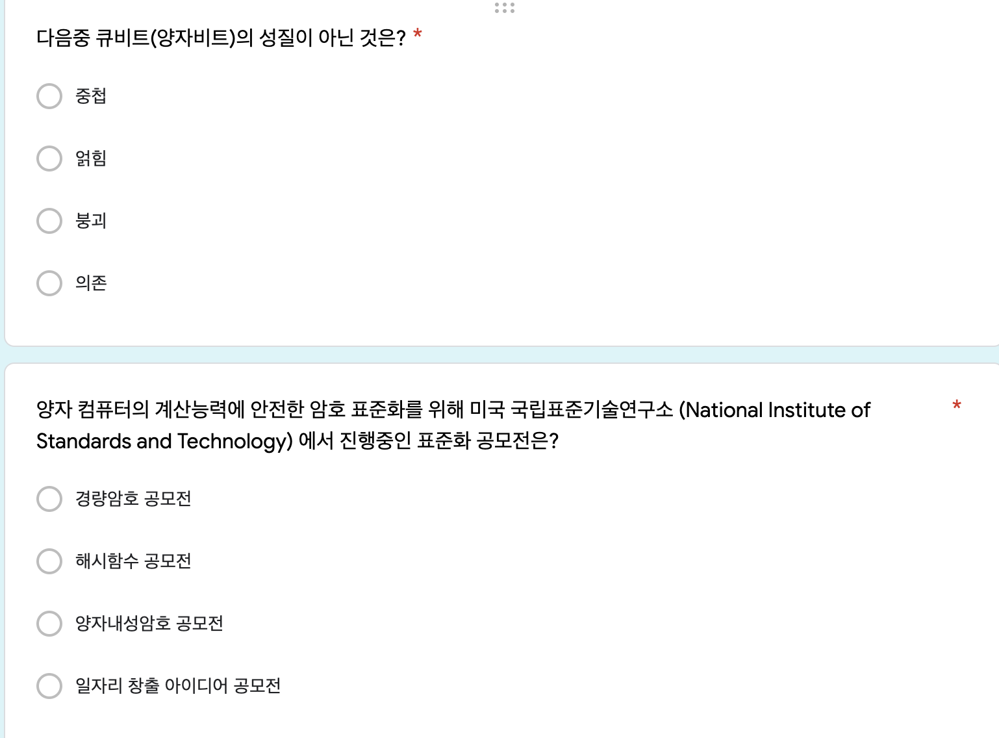 다음중 큐비트(양자비트)의 성질이 아닌 것은? *
중첩
얽힘
붕괴
의존
양자 컴퓨터의 계산능력에 안전한 암호 표준화를 위해 미국 국립표준기술연구소 (National Institute of *
Standards and Technology) 에서 진행중인 표준화 공모전은?
경량암호 공모전
해시함수 공모전
양자내성암호 공모전
일자리 창출 아이디어 공모전